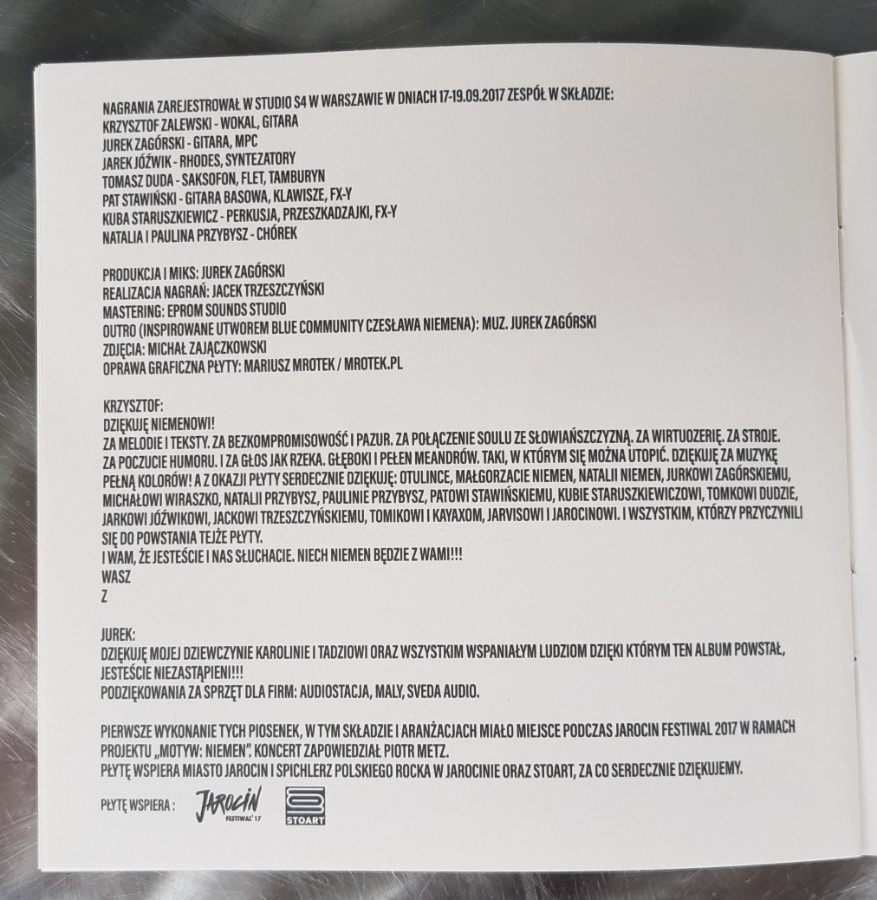 NAGRANIA ZAREJESTROWAŁ W STUDIO S4 W WARSZAWIE W DNIACH 17-19.09.2017 ZESPÓŁ W SKŁADZIE:
KRZYSZTOF ZALEWSKI - WOKAL, GITARA
JUREK ZAGÓRSKI - GITARA, MPC
JAREK JÓŹWIK - RHODES, SYNTEZATORY
TOMASZ DUDA - SAKSOFON, FLET, TAMBURYN
PAT STAWIŃSKI - GITARA BASOWA, KLAWISZE, FX-Y
KUBA STARUSZKIEWICZ - PERKUSJA, PRZESZKADZAJKI, FX-Y
NATALIA I PAULINA PRZYBYSZ - CHÓREK
PRODUKCJA I MIKS: JUREK ZAGÓRSKI
REALIZACJA NAGRAŃ: JACEK TRZESZCZYŃSKI
MASTERING: EPROM SOUNDS STUDIO
OUTRO (INSPIROWANE UTWOREM BLUE COMMUNITY CZESŁAWA NIEMENA): MUZ. JUREK ZAGÓRSKI
ZDJĘCIA: MICHAŁ ZAJĄCZKOWSKI
OPRAWA GRAFICZNA PŁYTY: MARIUSZ MROTEK / MROTEK.PL
KRZYSZTOF:
DZIĘKUJĘ NIEMENOWI!
ZA MELODIE I TEKSTY. ZA BEZKOMPROMISOWOŚĆ I PAZUR. ZA POŁĄCZENIE SOULU ZE SŁOWIAŃSZCZYZNĄ. ZA WIRTUOZERIĘ. ZA STROJE.
ZA POCZUCIE HUMORU. I ZA GŁOS JAK RZEKA. GŁĘBOKI I PEŁEN MEANDRÓW. TAKI, W KTÓRYM SIĘ MOŻNA UTOPIĆ. DZIĘKUJĘ ZA MUZYKĘ
PEŁNĄ KOLORÓW! A Z OKAZJI PŁYTY SERDECZNIE DZIĘKUJĘ: OTULINCE, MAŁGORZACIE NIEMEN, NATALII NIEMEN, JURKOWI ZAGÓRSKIEMU,
MICHAŁOWI WIRASZKO, NATALII PRZYBYSZ, PAULINIE PRZYBYSZ, PATOWI STAWIŃSKIEMU, KUBIE STARUSZKIEWICZOWI, TOMKOWI DUDZIE,
JARKOWI JÓŹWIKOWI, JACKOWI TRZESZCZYŃSKIEMU, TOMIKOWI I KAYAXOM, JARVISOWI I JAROCINOWI. I WSZYSTKIM, KTÓRZY PRZYCZYNILI
SIĘ DO POWSTANIA TEJŻE PŁYTY.
I WAM, ŻE JESTEŚCIE I NAS SŁUCHACIE. NIECH NIEMEN BĘDZIE Z WAMI!!!
WASZ
Z
JUREK:
DZIĘKUJĘ MOJEJ DZIEWCZYNIE KAROLINIE I TADZIOWI ORAZ WSZYSTKIM WSPANIAŁYM LUDZIOM DZIĘKI KTÓRYM TEN ALBUM POWSTAŁ,
JESTEŚCIE NIEZASTĄPIENI!!!
PODZIĘKOWANIA ZA SPRZĘT DLA FIRM: AUDIOSTACJA, MALY, SVEDA AUDIO.
PIERWSZE WYKONANIE TYCH PIOSENEK, W TYM SKŁADZIE I ARANŻACJACH MIAŁO MIEJSCE PODCZAS JAROCIN FESTIWAL 2017 W RAMACH
PROJEKTU „MOTYW: NIEMEN". KONCERT ZAPOWIEDZIAŁ PIOTR METZ.
PŁYTĘ WSPIERA MIASTO JAROCIN I SPICHLERZ POLSKIEGO ROCKA W JAROCINIE ORAZ STOART, ZA CO SERDECZNIE DZIĘKUJEMY.
PŁYTĘ WSPIERA : JAROCIN FESTIWAL'17 STOART